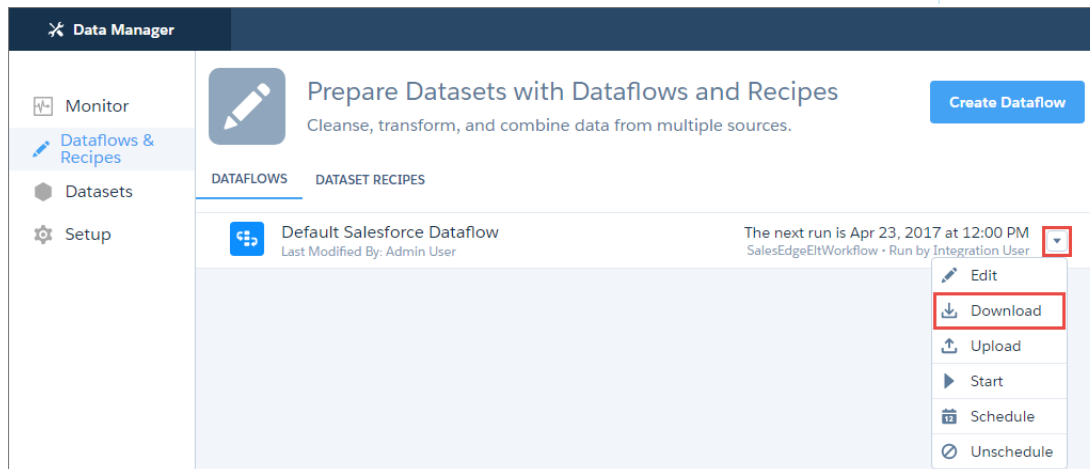 Data Manager
Monitor
Dataflows &
Recipes
Datasets
Setup
Prepare Datasets with Dataflows and Recipes
Cleanse, transform, and combine data from multiple sources.
Create Dataflow
DATAFLOWS DATASET RECIPES
Default Salesforce Dataflow
Last Modified By: Admin User
The next run is Apr 23, 2017 at 12:00 PM
SalesEdgeEltWorkflow • Run by Integration User
Edit
Download
Upload
Start
12 Schedule
Unschedule